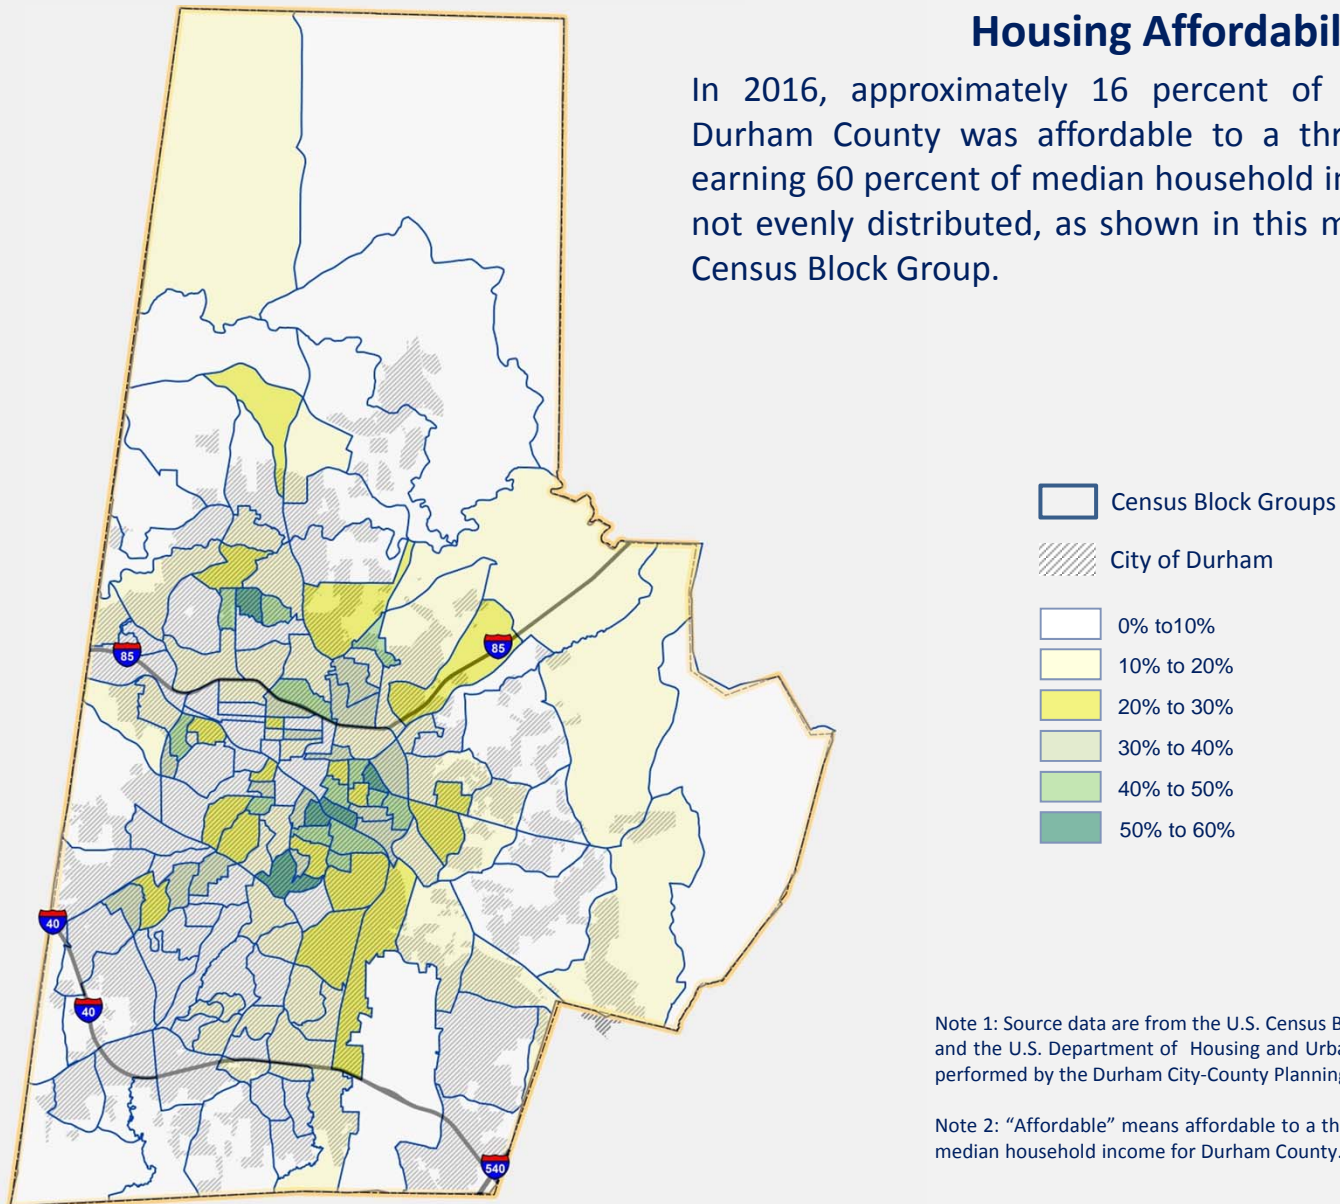 Housing Affordabil
In 2016, approximately 16 percent of
Durham County was affordable to a thr
earning 60 percent of median household in
not evenly distributed, as shown in this m
Census Block Group.
Census Block Groups
City of Durham
0% to10%
10% to 20%
20% to 30%
30% to 40%
40% to 50%
50% to 60%
85
85
40
40
540
Note 1: Source data are from the U.S. Census B
and the U.S. Department of Housing and Urba
performed by the Durham City-County Planning
Note 2: “Affordable” means affordable to a th
median household income for Durham County.